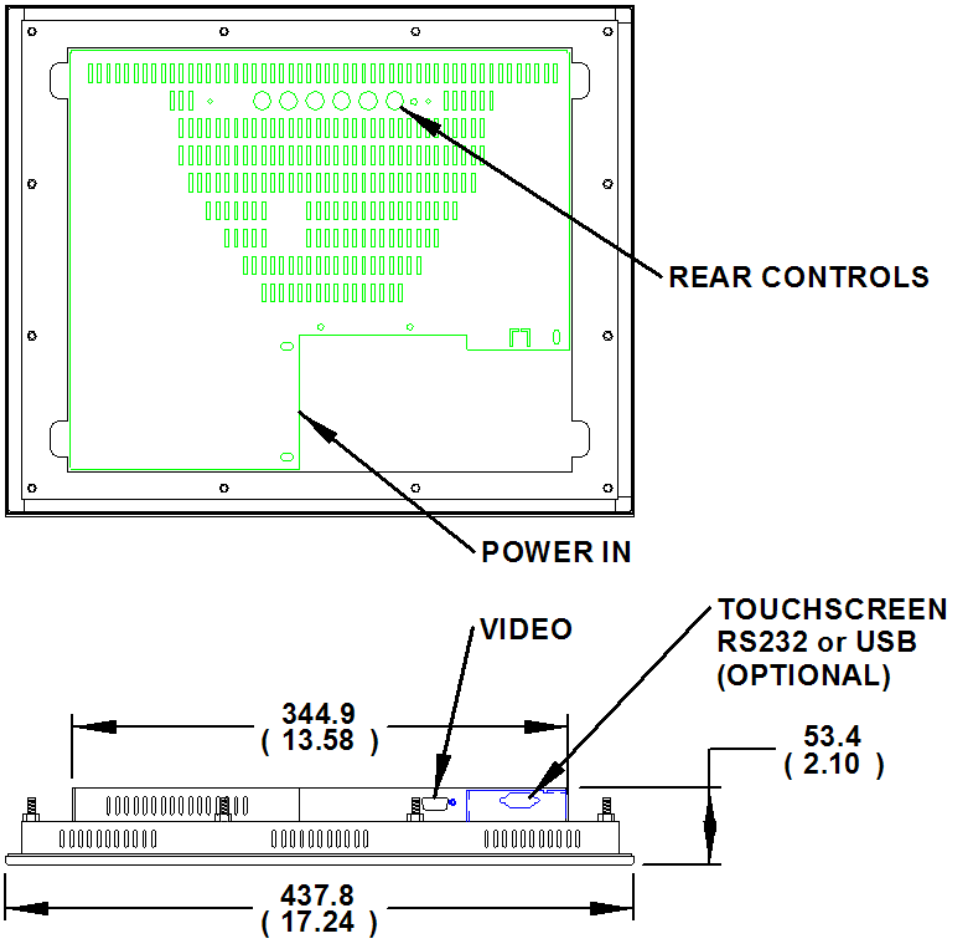 REAR CONTROLS
POWER IN
VIDEO
TOUCHSCREEN
RS232 or USB
(OPTIONAL)
344.9
( 13.58 )
53.4
( 2.10 )
437.8
( 17.24 )